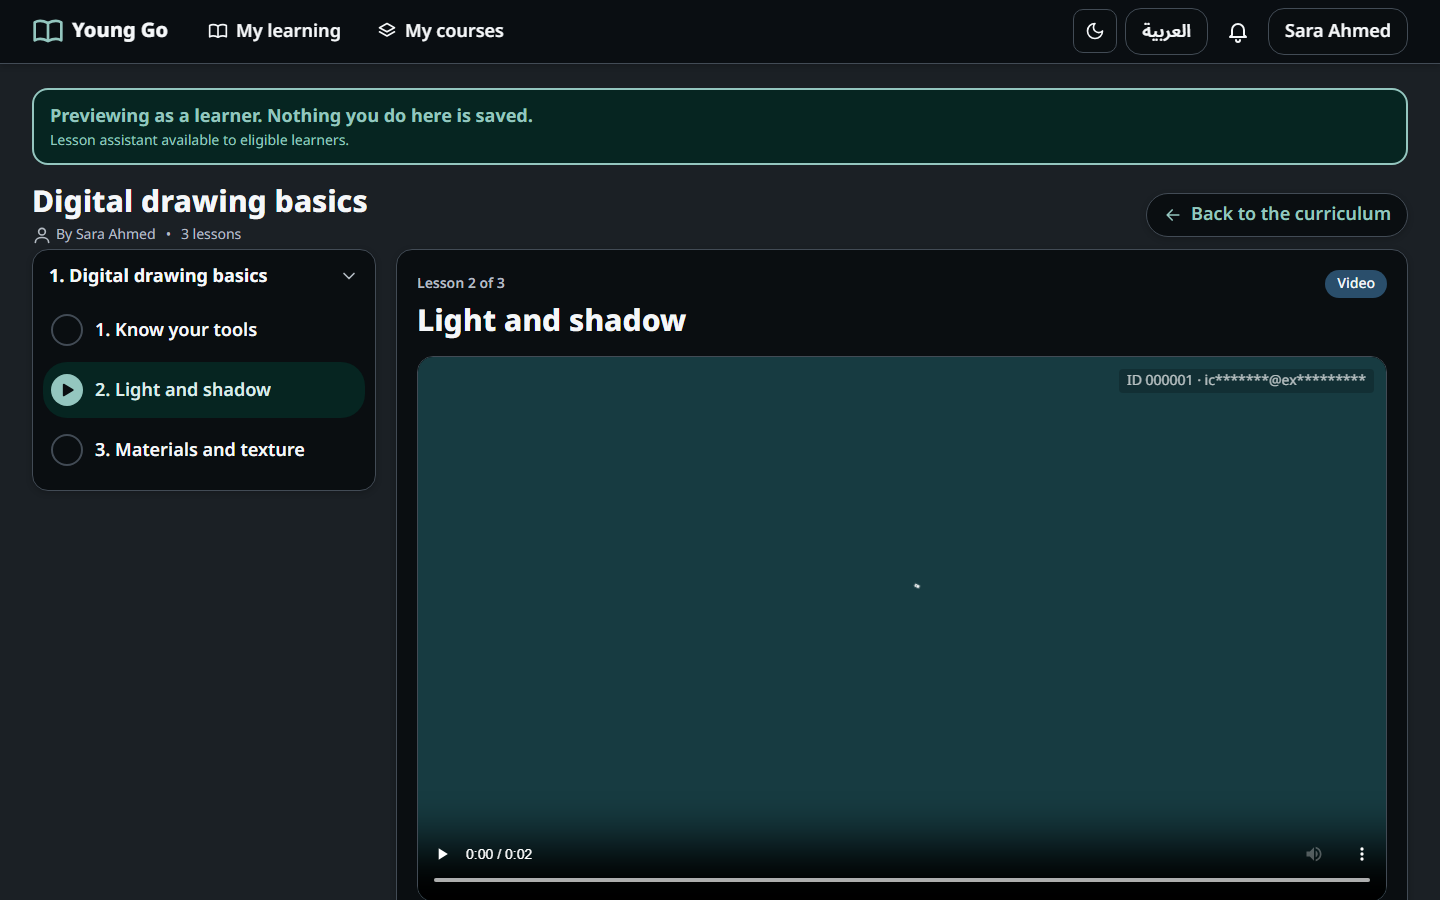 Young Go
My learning
My courses
العربية
Sara Ahmed
Previewing as a learner. Nothing you do here is saved.
Lesson assistant available to eligible learners.
Digital drawing basics
By Sara Ahmed • 3 lessons
Back to the curriculum
1. Digital drawing basics
1. Know your tools
2. Light and shadow
3. Materials and texture
Lesson 2 of 3
Video
Light and shadow
ID 000001 · ic*******@ex*********
0:00 / 0:02